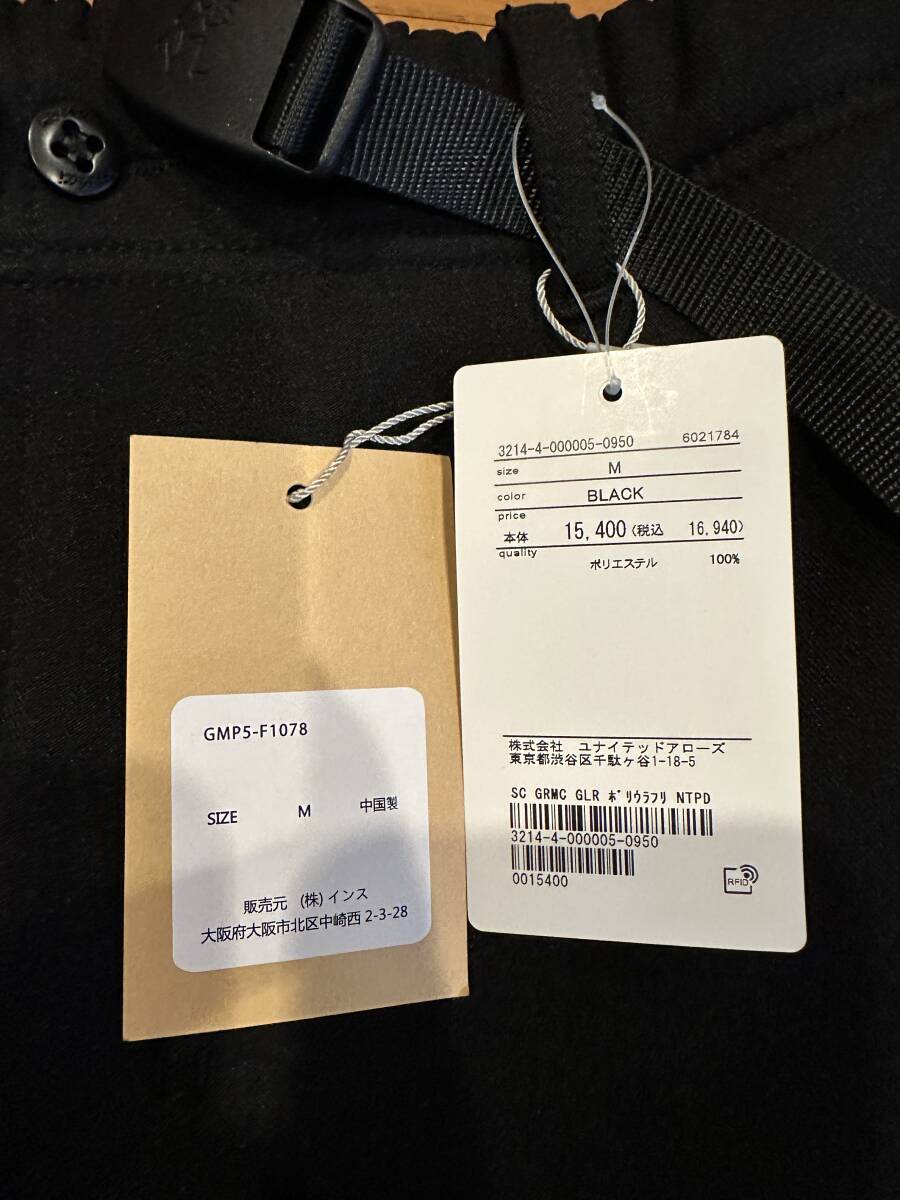 3214-4-000005-0950 6021784
size M
color BLACK
price
本体 15,400 (税込 16,940)
quality
ポリエステル 100%
株式会社 ユナイテッドアローズ
東京都渋谷区千駄ヶ谷1-18-5
SC GRMC GLR ポリウラフリ NTPD
3214-4-000005-0950
0015400
RFID
GMP5-F1078
SIZE M 中国製
販売元 (株)インス
大阪府大阪市北区中崎西 2-3-28